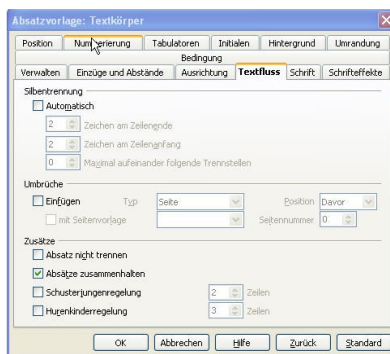 Absatzvorlage: Textkörper
Position Numerierung Tabulatoren Initialen Hintergrund Umrandung
Bedingung
Verwalten Einzüge und Abstände Ausrichtung Textfluss Schrift Schrifteffekte
Silbentrennung
Automatisch
2 Zeichen am Zeilenende
2 Zeichen am Zeilenanfang
0 Maximal aufeinander folgende Trennstellen
Umbrüche
Einfügen Typ Seite Position Davor
mit Seitenvorlage Seitennummer 0
Zusätze
Absatz nicht trennen
Absätze zusammenhalten
Schusterjungenregelung 2 Zeilen
Hurenkinderregelung 3 Zeilen
OK Abbrechen Hilfe Zurück Standard